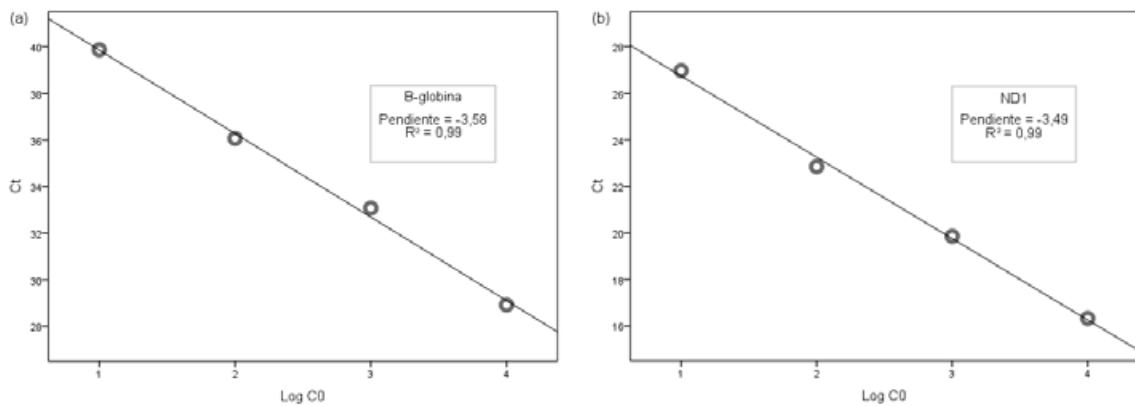 (a)
40
38
36
34
32
30
28
Ct
B-globina
Pendiente = -3,58
R² = 0,99
1 2 3 4
Log C0
(b)
28
26
24
22
20
18
16
Ct
ND1
Pendiente = -3,49
R² = 0,99
1 2 3 4
Log C0